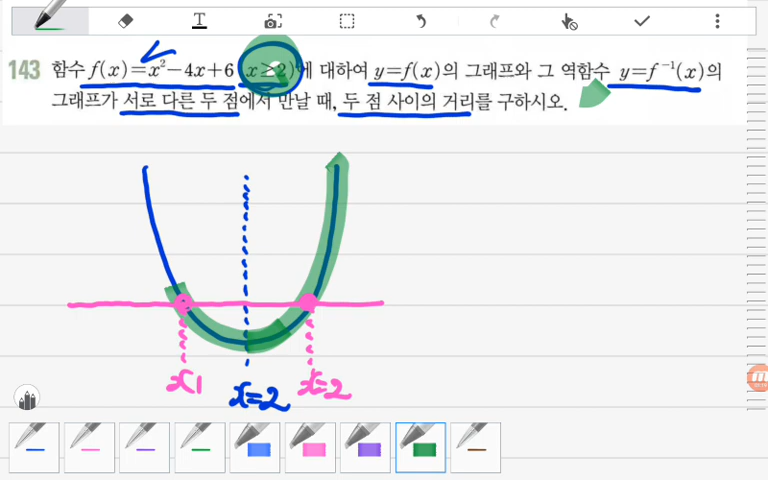 143 함수 f(x)=x²-4x+6 (x≥2)에 대하여 y=f(x)의 그래프와 그 역함수 y=f⁻¹(x)의
그래프가 서로 다른 두 점에서 만날 때, 두 점 사이의 거리를 구하시오.
x1 x=2 x=2